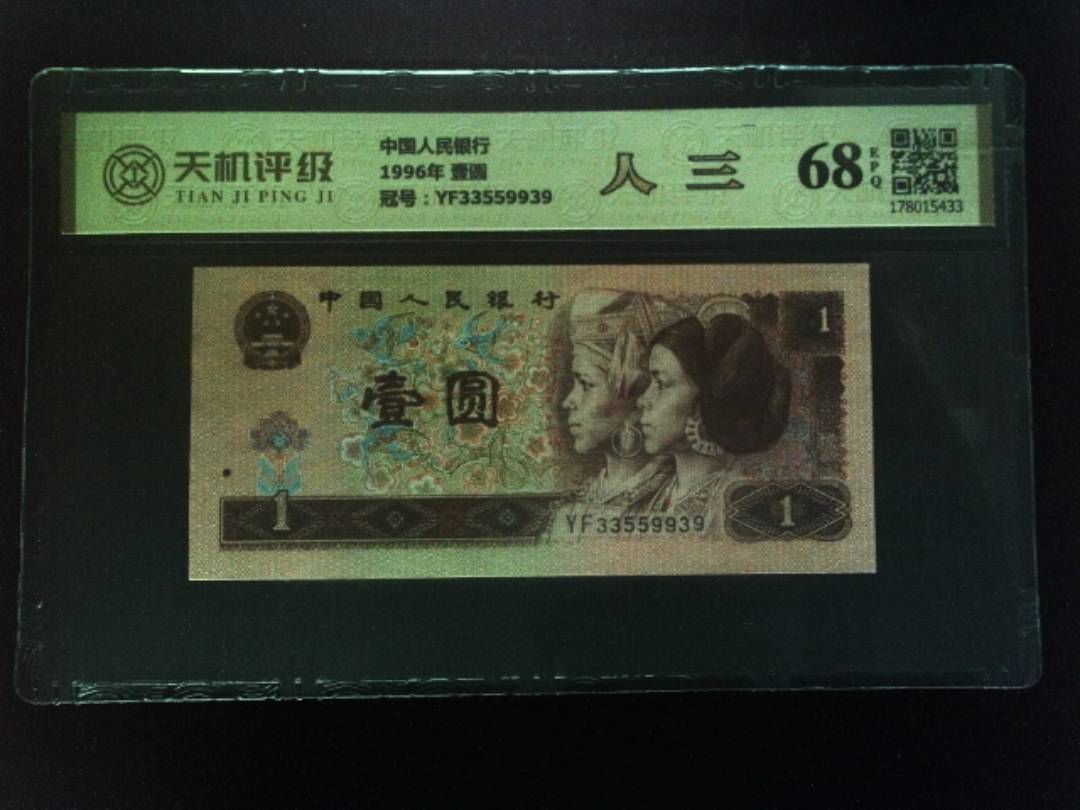 天机评级
TIAN JI PING JI
中国人民银行
1996年 壹圆
冠号：YF33559939
人三
68
EPQ
178015433
中国人民银行
1
壹圆
1
YF33559939
1